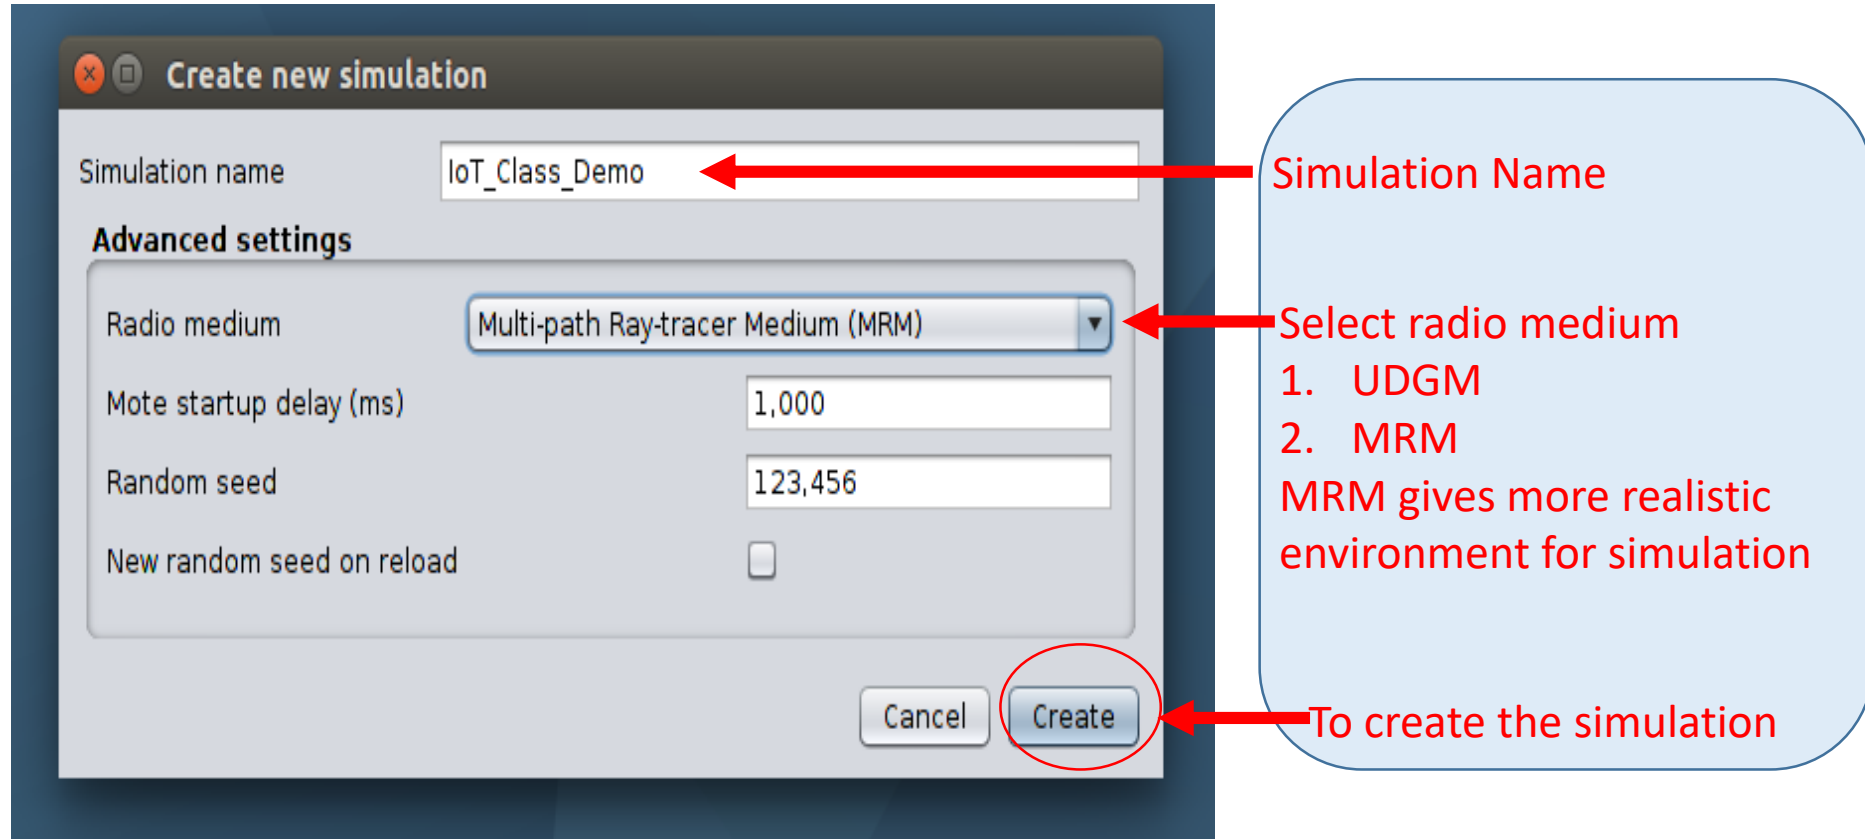 Create new simulation
Simulation name IoT_Class_Demo
Advanced settings
Radio medium Multi-path Ray-tracer Medium (MRM)
Mote startup delay (ms) 1,000
Random seed 123,456
New random seed on reload
Cancel Create
Simulation Name
Select radio medium
1. UDGM
2. MRM
MRM gives more realistic
environment for simulation
To create the simulation